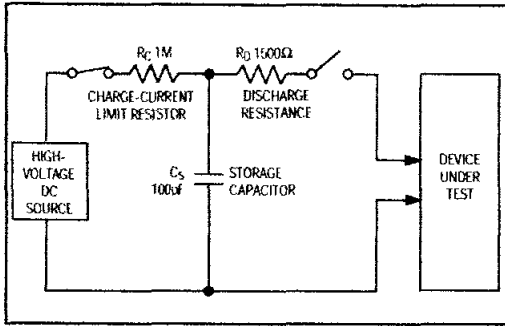 R_C 1M
CHARGE-CURRENT
LIMIT RESISTOR
R_D 1500Ω
DISCHARGE
RESISTANCE
HIGH-
VOLTAGE
DC
SOURCE
C_S
100pf
STORAGE
CAPACITOR
DEVICE
UNDER
TEST